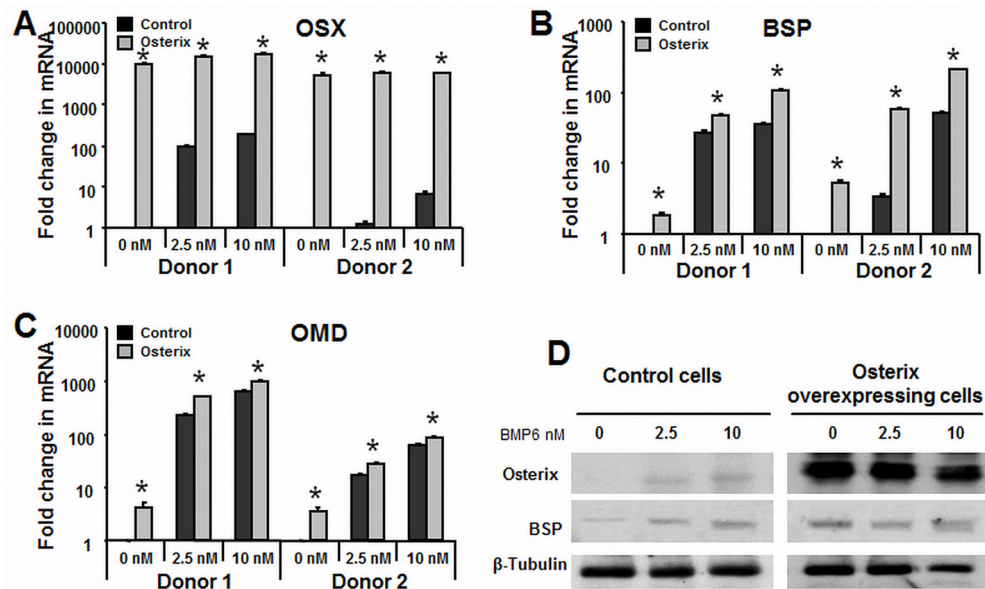 A
OSX
Control
Osterix
Fold change in mRNA
100000
10000
1000
100
10
1
* * * * * *
0 nM 2.5 nM 10 nM 0 nM 2.5 nM 10 nM
Donor 1 Donor 2
B
BSP
Control
Osterix
Fold change in mRNA
1000
100
10
1
* * * * * *
0 nM 2.5 nM 10 nM 0 nM 2.5 nM 10 nM
Donor 1 Donor 2
C
OMD
Control
Osterix
Fold change in mRNA
10000
1000
100
10
1
* * * * * *
0 nM 2.5 nM 10 nM 0 nM 2.5 nM 10 nM
Donor 1 Donor 2
D
Control cells
Osterix
overexpressing cells
BMP6 nM 0 2.5 10 0 2.5 10
Osterix
BSP
β-Tubulin